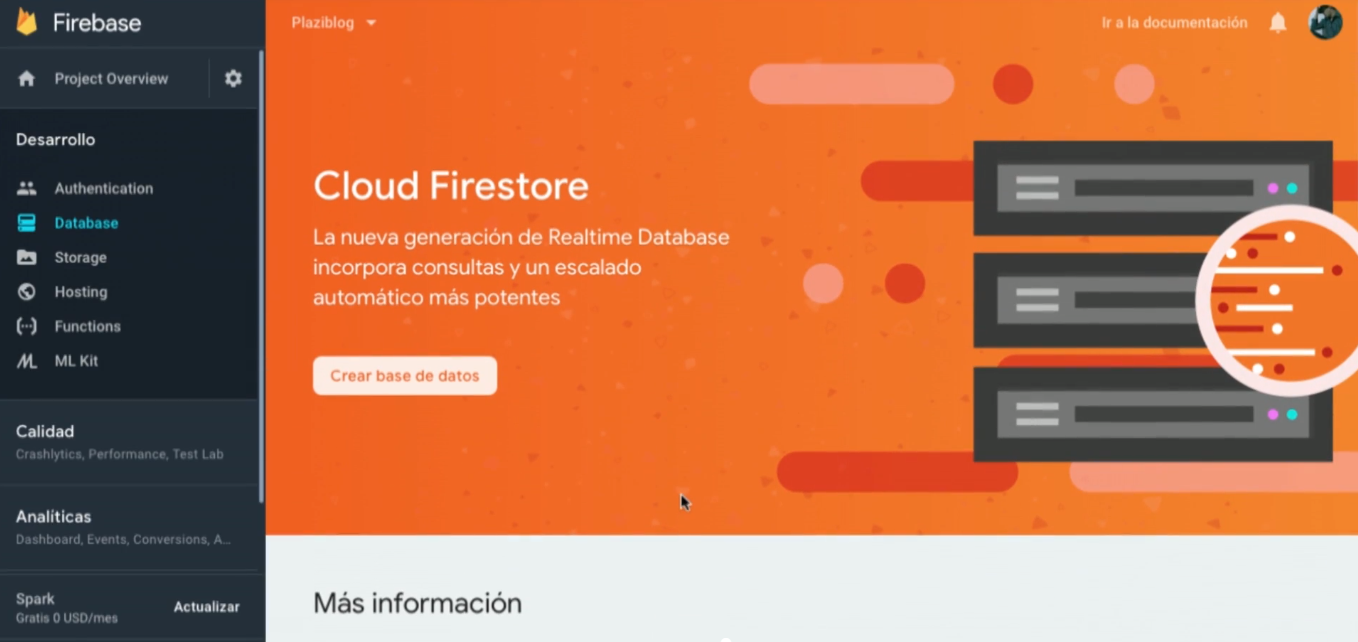 Firebase
Plaziblog
Ir a la documentación
Project Overview
Desarrollo
Authentication
Database
Storage
Hosting
Functions
ML Kit
Calidad
Crashlytics, Performance, Test Lab
Analíticas
Dashboard, Events, Conversions, A...
Spark
Gratis 0 USD/mes
Actualizar
Cloud Firestore
La nueva generación de Realtime Database
incorpora consultas y un escalado
automático más potentes
Crear base de datos
Más información